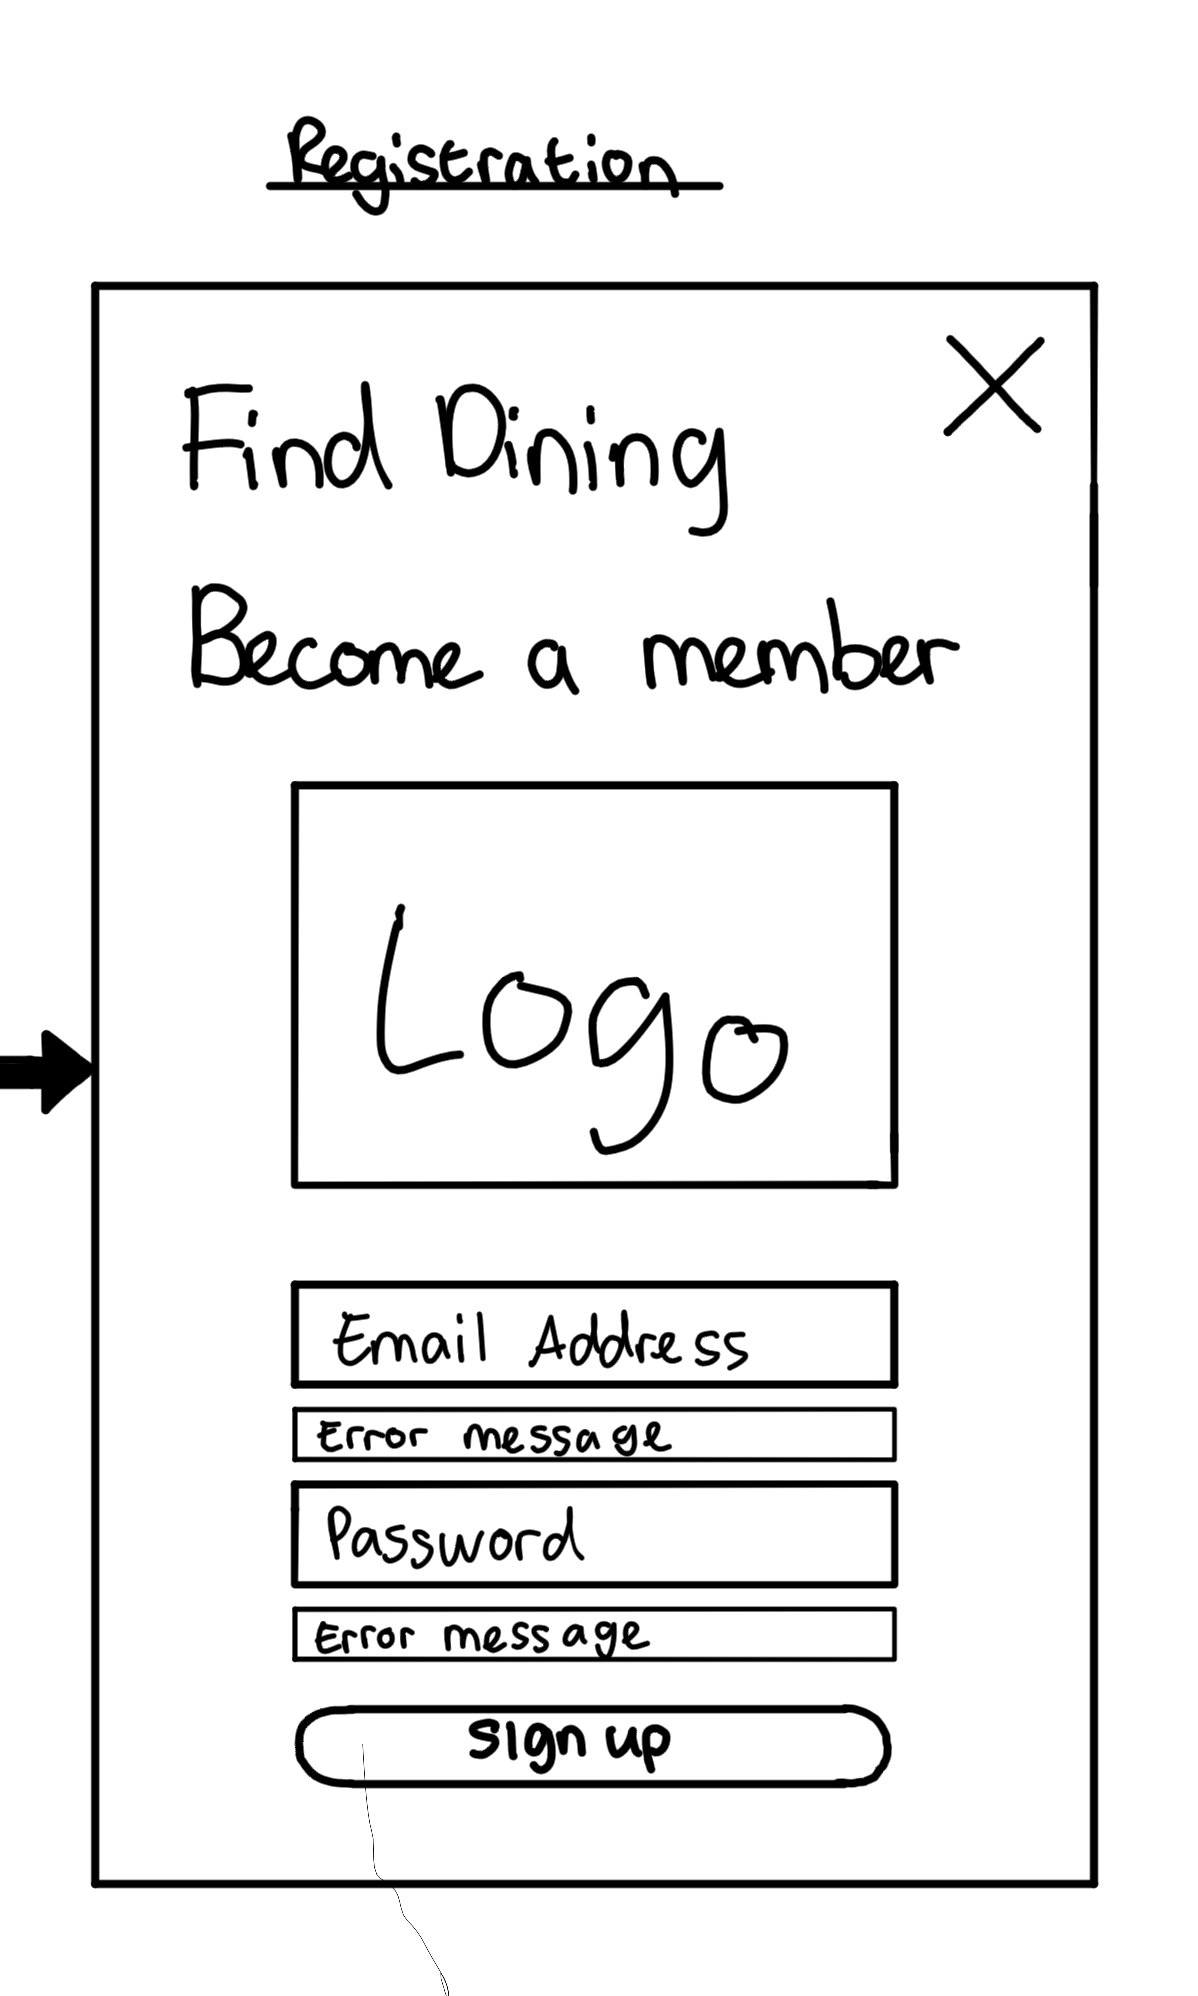 Registration
Find Dining
Become a member
Logo
Email Address
Error message
Password
Error message
sign up